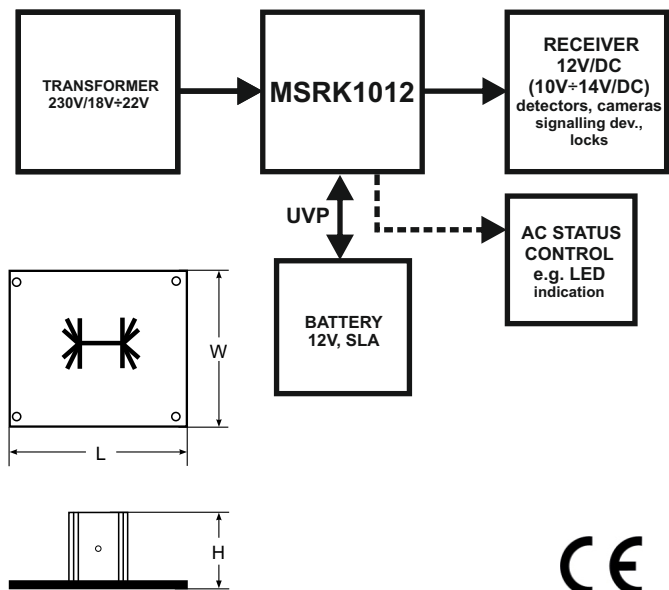 TRANSFORMER
230V/18V÷22V
MSRK1012
RECEIVER
12V/DC
(10V÷14V/DC)
detectors, cameras
signalling dev.,
locks
UVP
AC STATUS
CONTROL
e.g. LED
indication
BATTERY
12V, SLA
W
L
H
CE